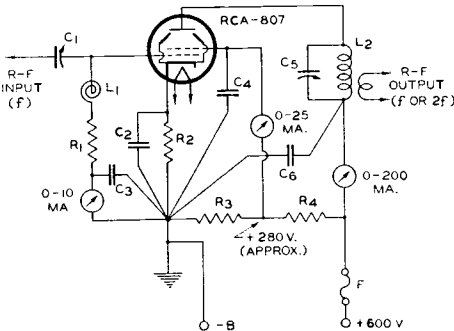 RCA-807
C1
R-F
INPUT
(f)
L1
C4
L2
C5
R-F
OUTPUT
(f OR 2f)
0-25
MA.
R1
C2
R2
C6
C3
0-10
MA
0-200
MA.
R3
R4
+280 V.
(APPROX.)
F
-B
+600 V